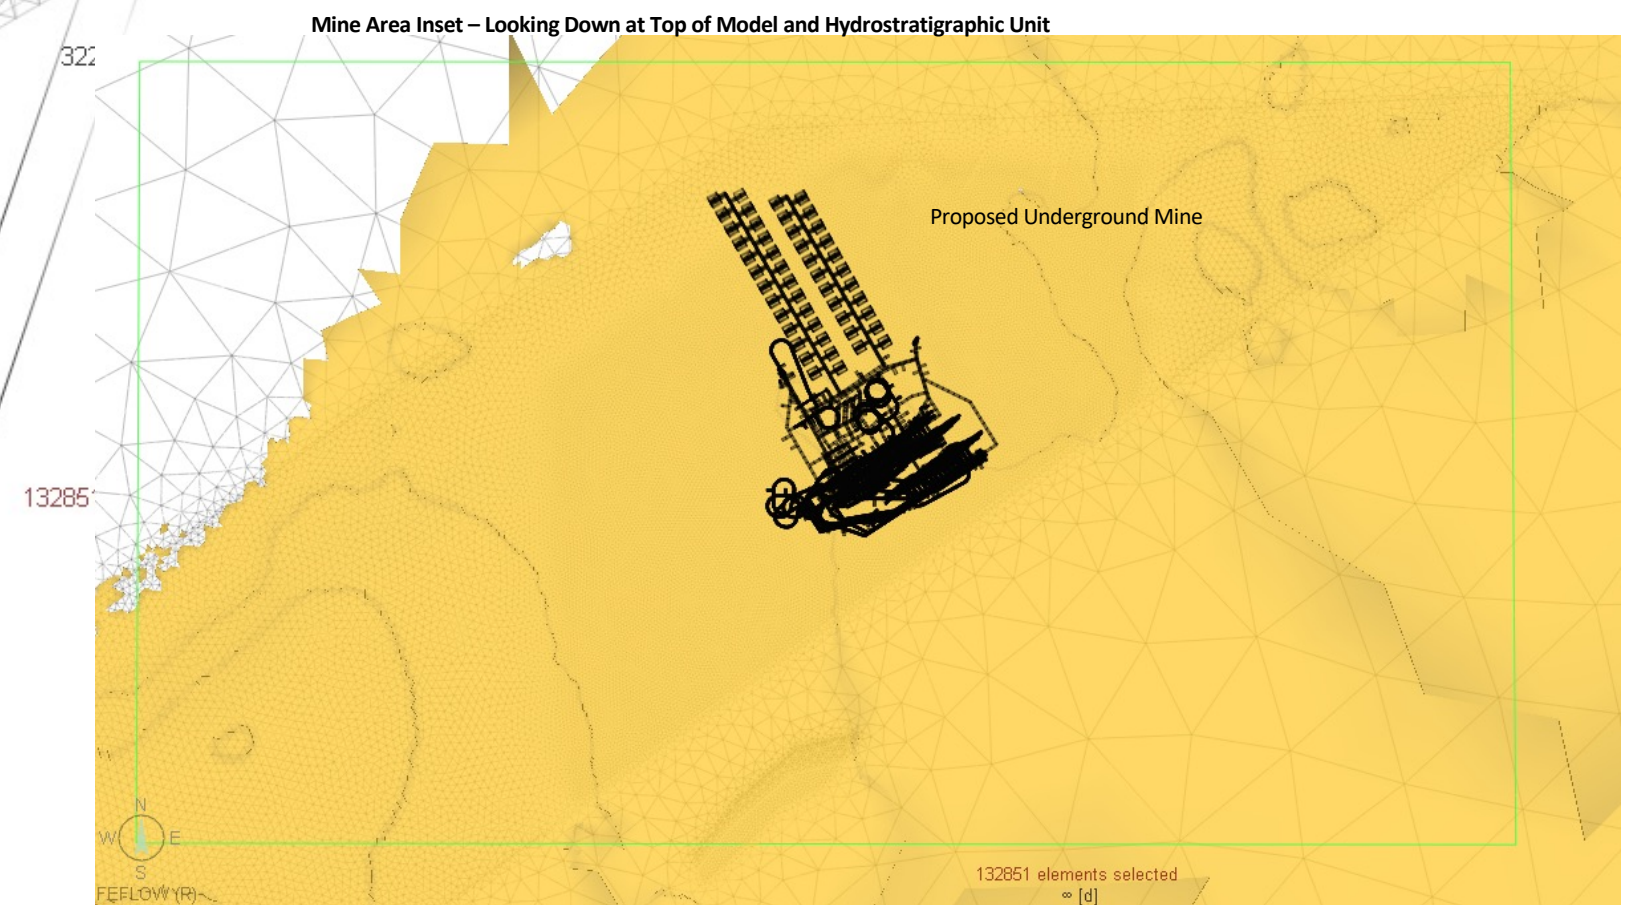 Mine Area Inset – Looking Down at Top of Model and Hydrostratigraphic Unit
322
Proposed Underground Mine
13285
N
W E
S
FEFLOW (R)
132851 elements selected
∞ [d]